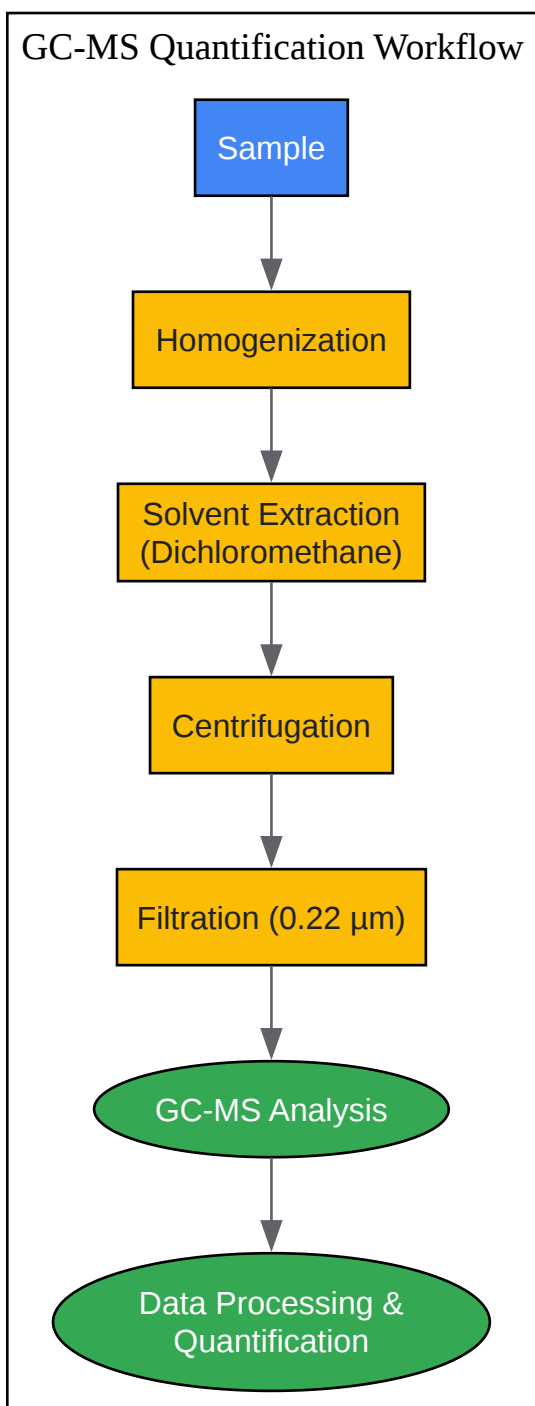 GC-MS Quantification Workflow
Sample
Homogenization
Solvent Extraction
(Dichloromethane)
Centrifugation
Filtration (0.22 µm)
GC-MS Analysis
Data Processing &
Quantification